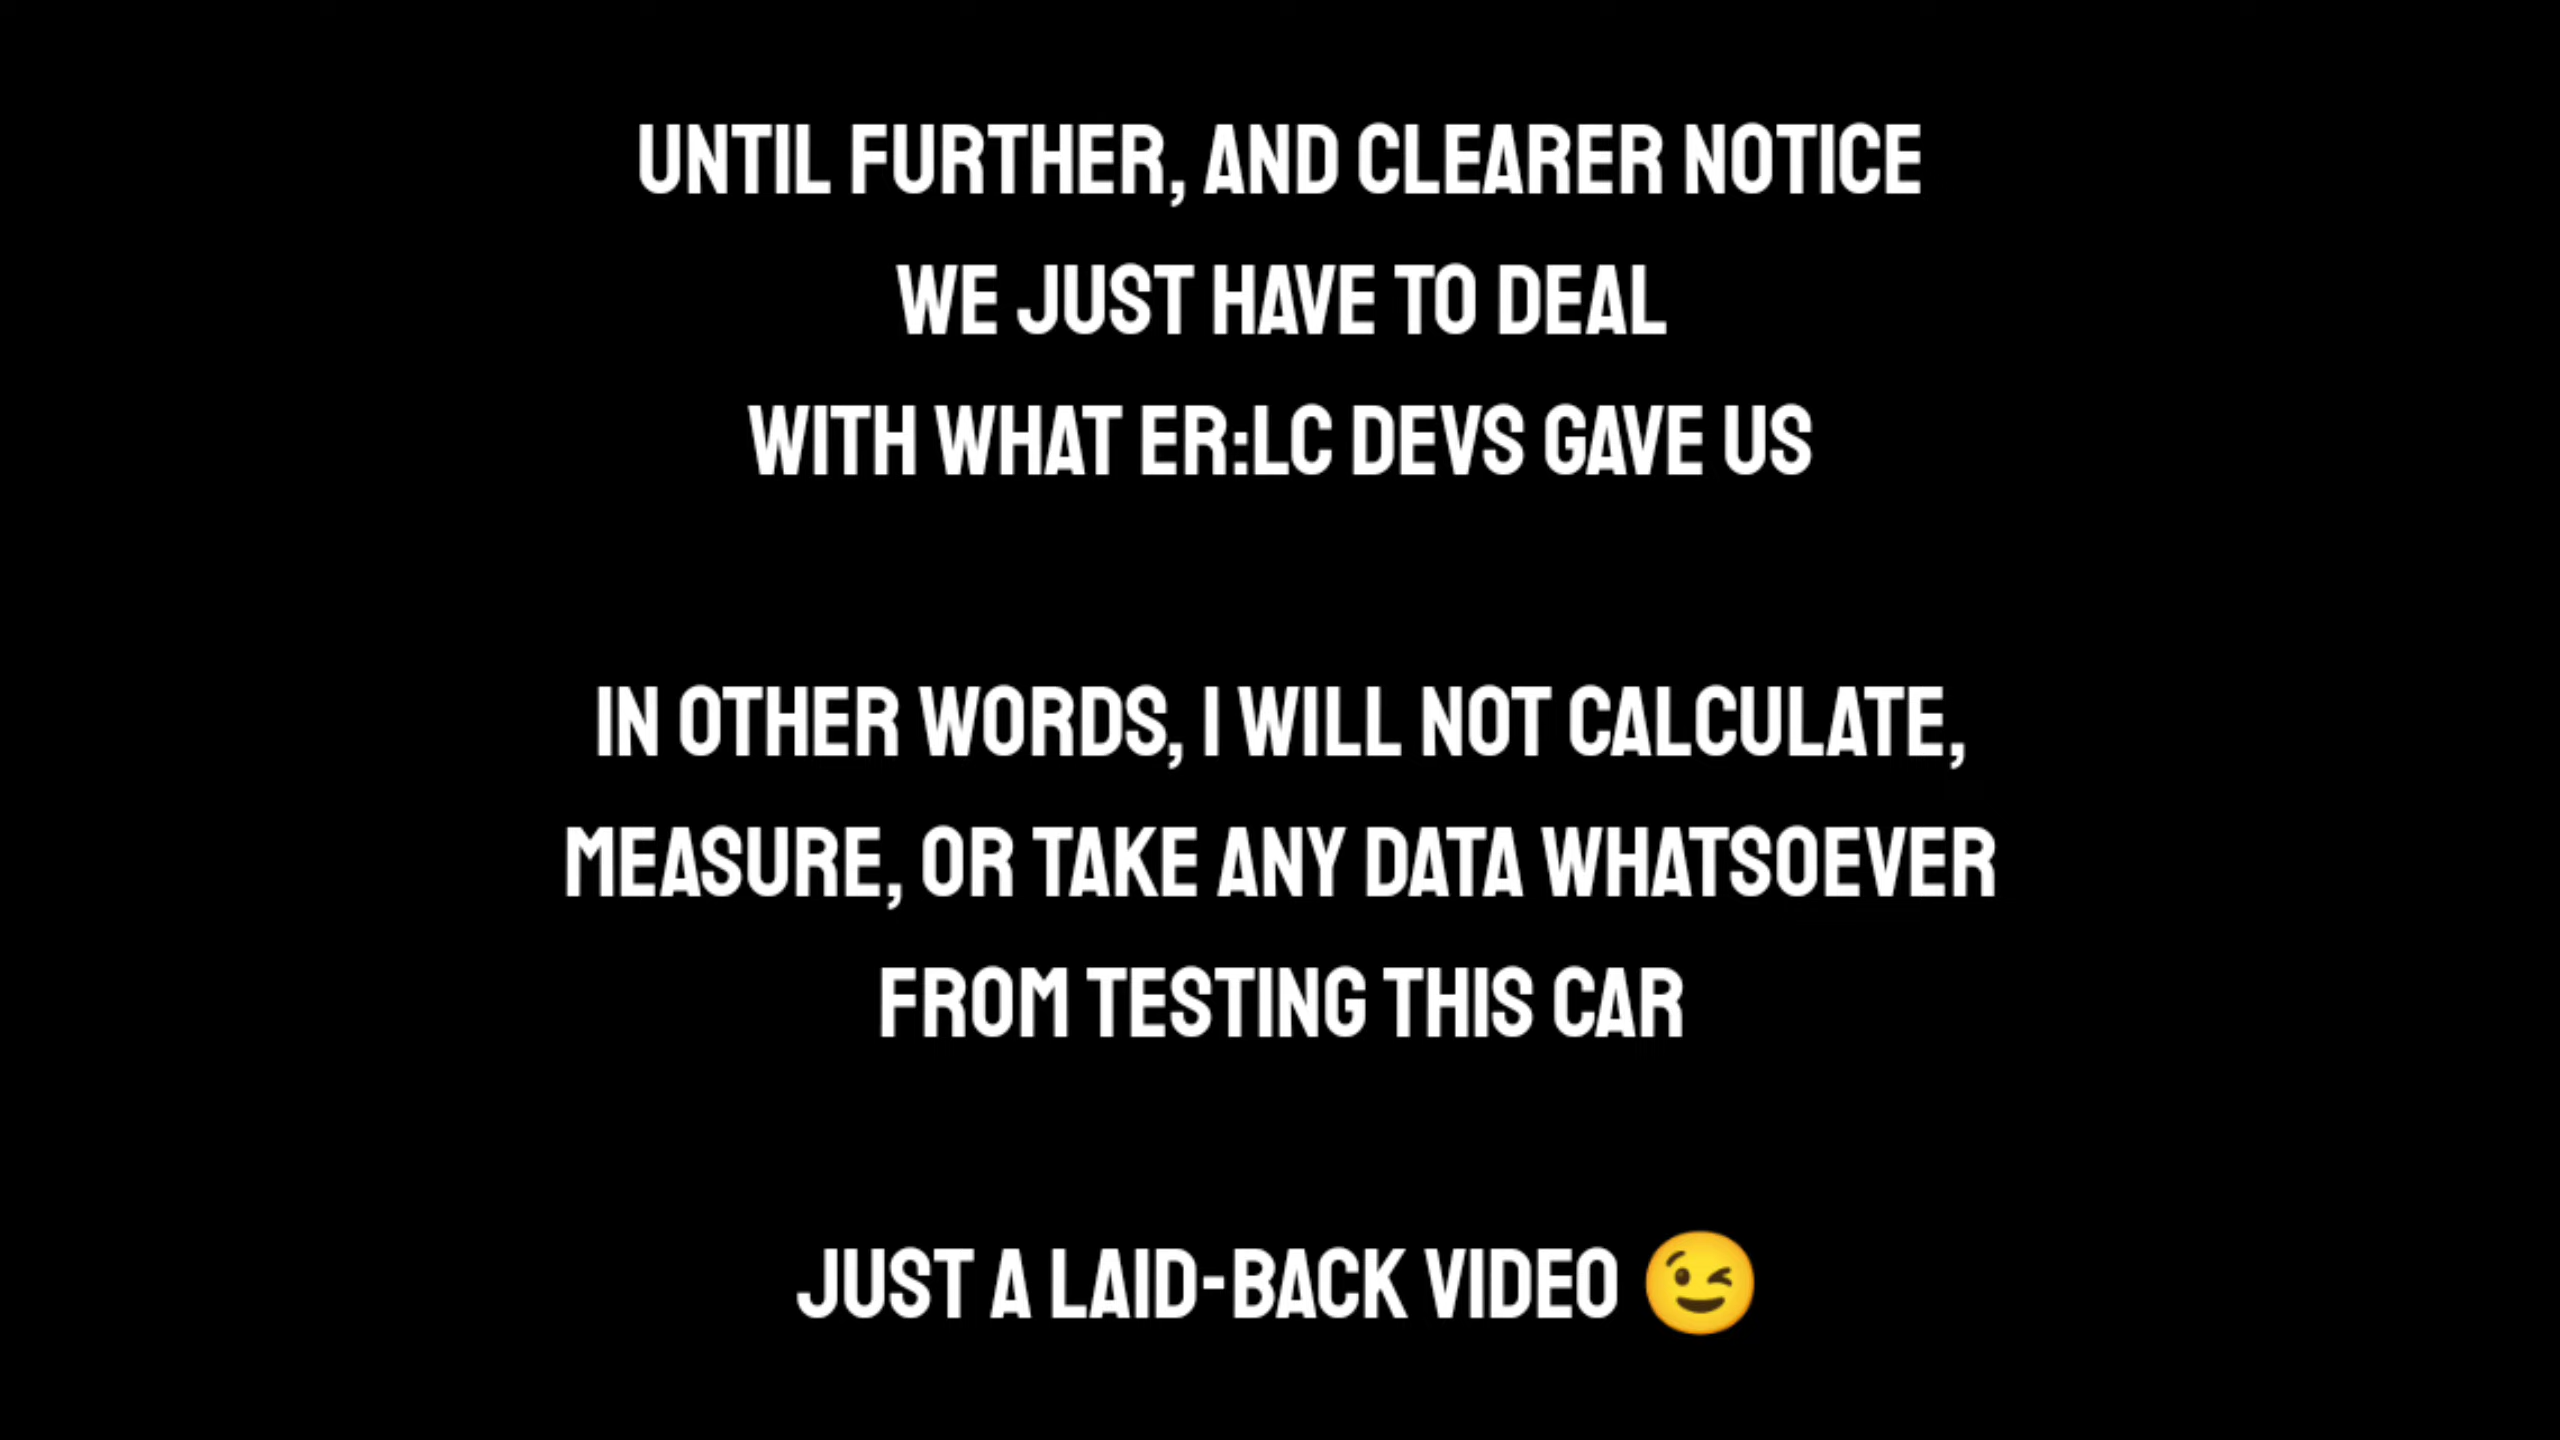 UNTIL FURTHER, AND CLEARER NOTICE
WE JUST HAVE TO DEAL
WITH WHAT ER:LC DEVS GAVE US
IN OTHER WORDS, I WILL NOT CALCULATE,
MEASURE, OR TAKE ANY DATA WHATSOEVER
FROM TESTING THIS CAR
JUST A LAID-BACK VIDEO 😉